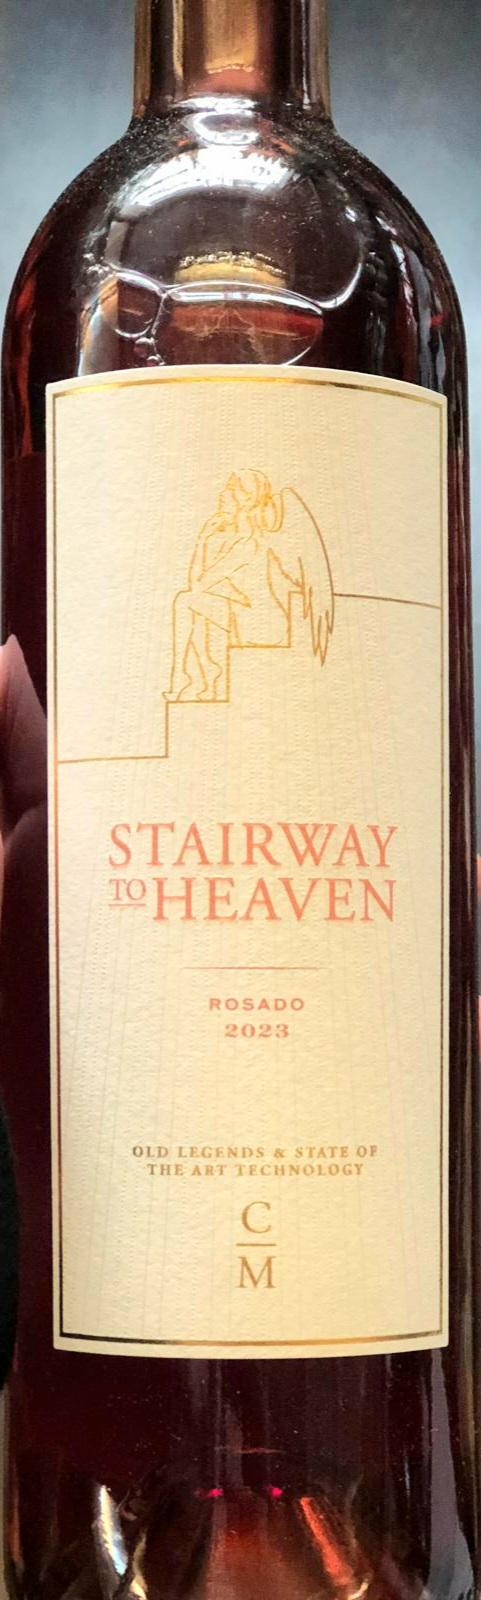 STAIRWAY
TO HEAVEN
ROSADO
2023
OLD LEGENDS & STATE OF
THE ART TECHNOLOGY
C
M